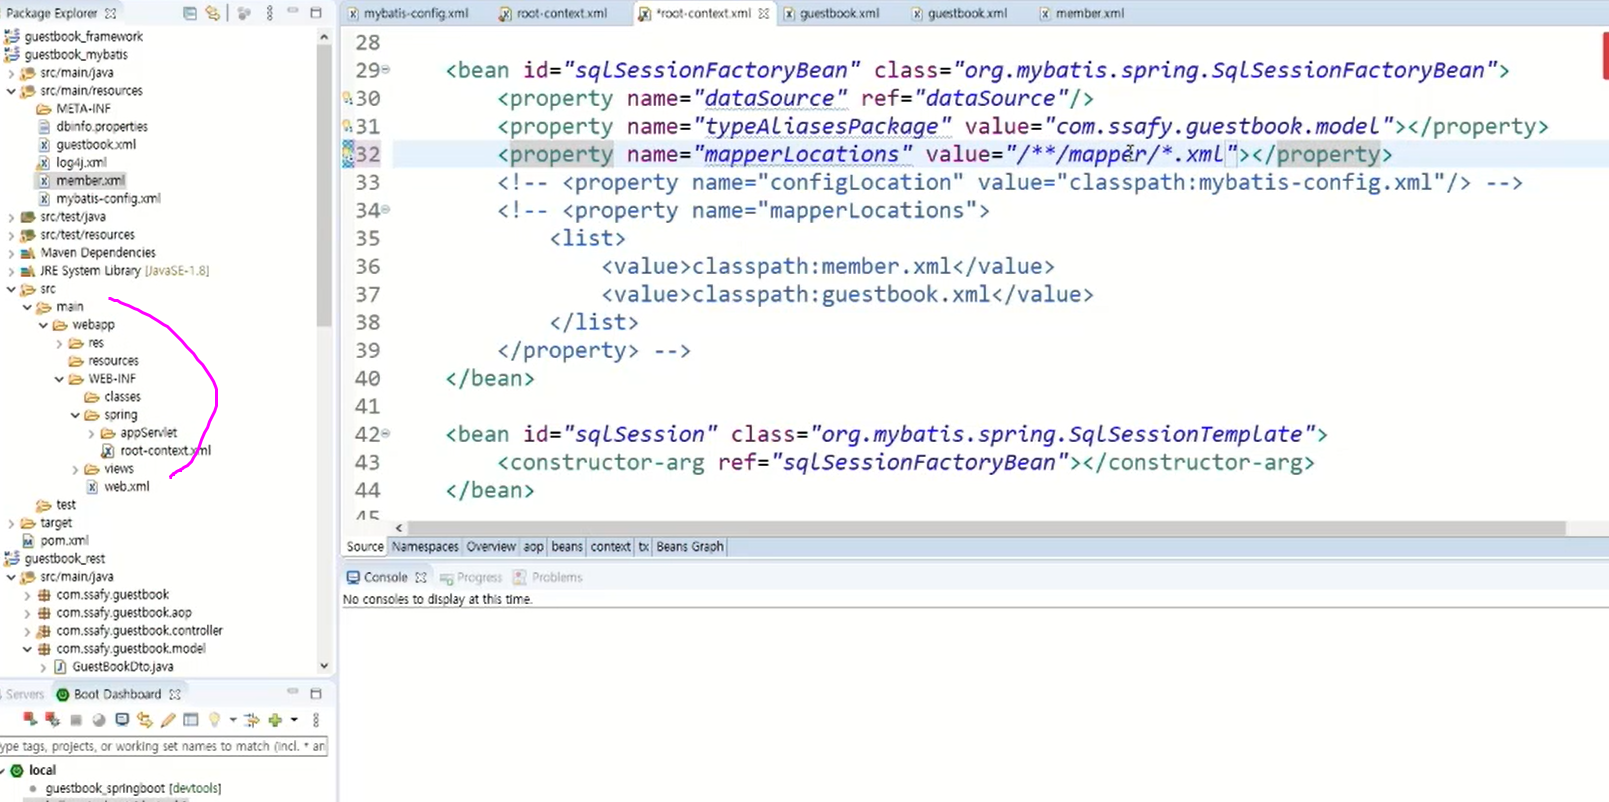 Package Explorer
guestbook_framework
guestbook_mybatis
src/main/java
src/main/resources
META-INF
dbinfo.properties
guestbook.xml
log4j.xml
member.xml
mybatis-config.xml
src/test/java
src/test/resources
Maven Dependencies
JRE System Library [JavaSE-1.8]
src
main
webapp
res
resources
WEB-INF
classes
spring
appServlet
root-context.xml
views
web.xml
test
target
pom.xml
guestbook_rest
src/main/java
com.ssafy.guestbook
com.ssafy.guestbook.aop
com.ssafy.guestbook.controller
com.ssafy.guestbook.model
GuestBookDto.java
Servers Boot Dashboard
ype tags, projects, or working set names to match (incl. * an
local
guestbook_springboot [devtools]
mybatis-config.xml root-context.xml *root-context.xml guestbook.xml guestbook.xml member.xml
28
29 <bean id="sqlSessionFactoryBean" class="org.mybatis.spring.SqlSessionFactoryBean">
30 <property name="dataSource" ref="dataSource"/>
31 <property name="typeAliasesPackage" value="com.ssafy.guestbook.model"></property>
32 <property name="mapperLocations" value="/**/mapper/*.xml"></property>
33 <!-- <property name="configLocation" value="classpath:mybatis-config.xml"/> -->
34 <!-- <property name="mapperLocations">
35 <list>
36 <value>classpath:member.xml</value>
37 <value>classpath:guestbook.xml</value>
38 </list>
39 </property> -->
40 </bean>
41
42 <bean id="sqlSession" class="org.mybatis.spring.SqlSessionTemplate">
43 <constructor-arg ref="sqlSessionFactoryBean"></constructor-arg>
44 </bean>
45
Source Namespaces Overview aop beans context tx Beans Graph
Console Progress Problems
No consoles to display at this time.